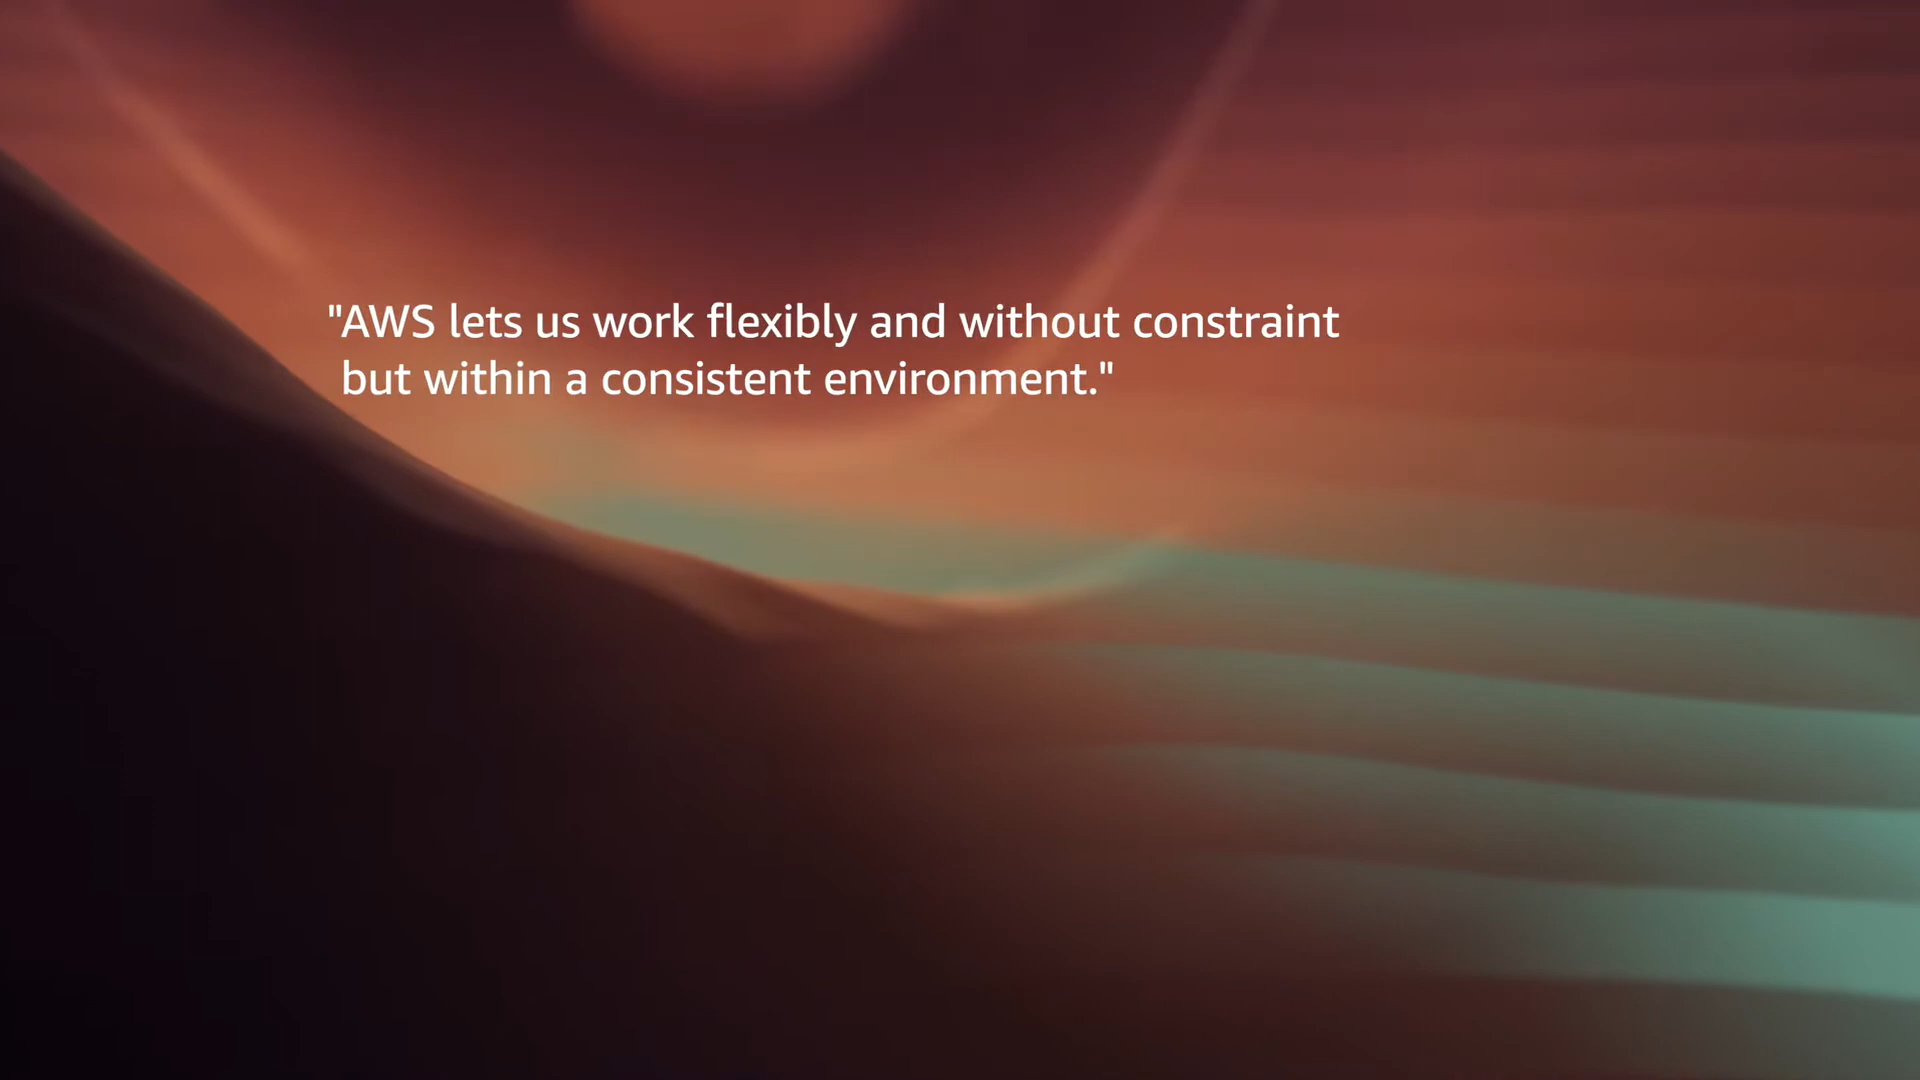 "AWS lets us work flexibly and without constraint
but within a consistent environment."